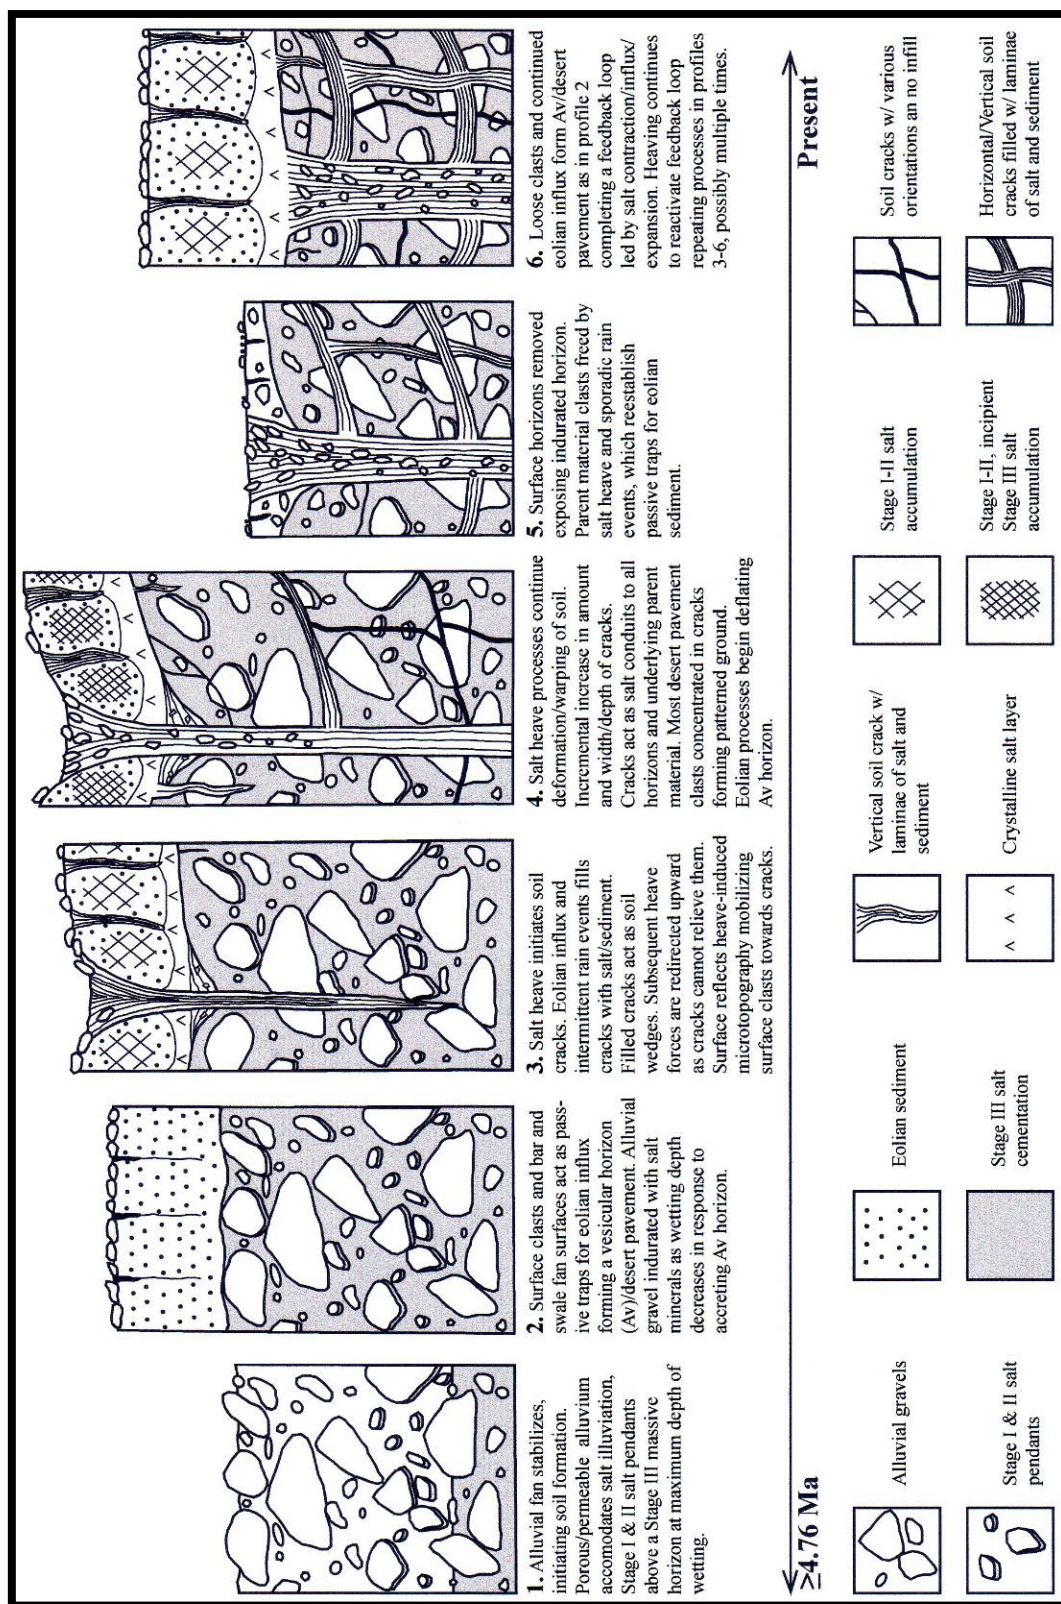 1. Alluvial fan stabilizes,
initiating soil formation.
Porous/permeable alluvium
accomodates salt illuviation,
Stage I & II salt pendants
above a Stage III massive
horizon at maximum depth of
wetting.
2. Surface clasts and bar and
swale fan surfaces act as pass-
ive traps for eolian influx
forming a vesicular horizon
(Av)/desert pavement. Alluvial
gravel indurated with salt
minerals as wetting depth
decreases in response to
accreting Av horizon.
3. Salt heave initiates soil
cracks. Eolian influx and
intermittent rain events fills
cracks with salt/sediment.
Filled cracks act as soil
wedges. Subsequent heave
forces are redirected upward
as cracks cannot relieve them.
Surface reflects heave-induced
microtopography mobilizing
surface clasts towards cracks.
4. Salt heave processes continue
deformation/warping of soil.
Incremental increase in amount
and width/depth of cracks.
Cracks act as salt conduits to all
horizons and underlying parent
material. Most desert pavement
clasts concentrated in cracks
forming patterned ground.
Eolian processes begin deflating
Av horizon.
5. Surface horizons removed
exposing indurated horizon.
Parent material clasts freed by
salt heave and sporadic rain
events, which reestablish
passive traps for eolian
sediment.
6. Loose clasts and continued
eolian influx form Av/desert
pavement as in profile 2
completing a feedback loop
led by salt contraction/influx/
expansion. Heaving continues
to reactivate feedback loop
repeating processes in profiles
3-6, possibly multiple times.
≥4.76 Ma
Present
Alluvial gravels
Eolian sediment
Vertical soil crack w/
laminae of salt and
sediment
Stage I-II salt
accumulation
Soil cracks w/ various
orientations an no infill
Stage I & II salt
pendants
Stage III salt
cementation
Crystalline salt layer
Stage I-II, incipient
Stage III salt
accumulation
Horizontal/Vertical soil
cracks filled w/ laminae
of salt and sediment